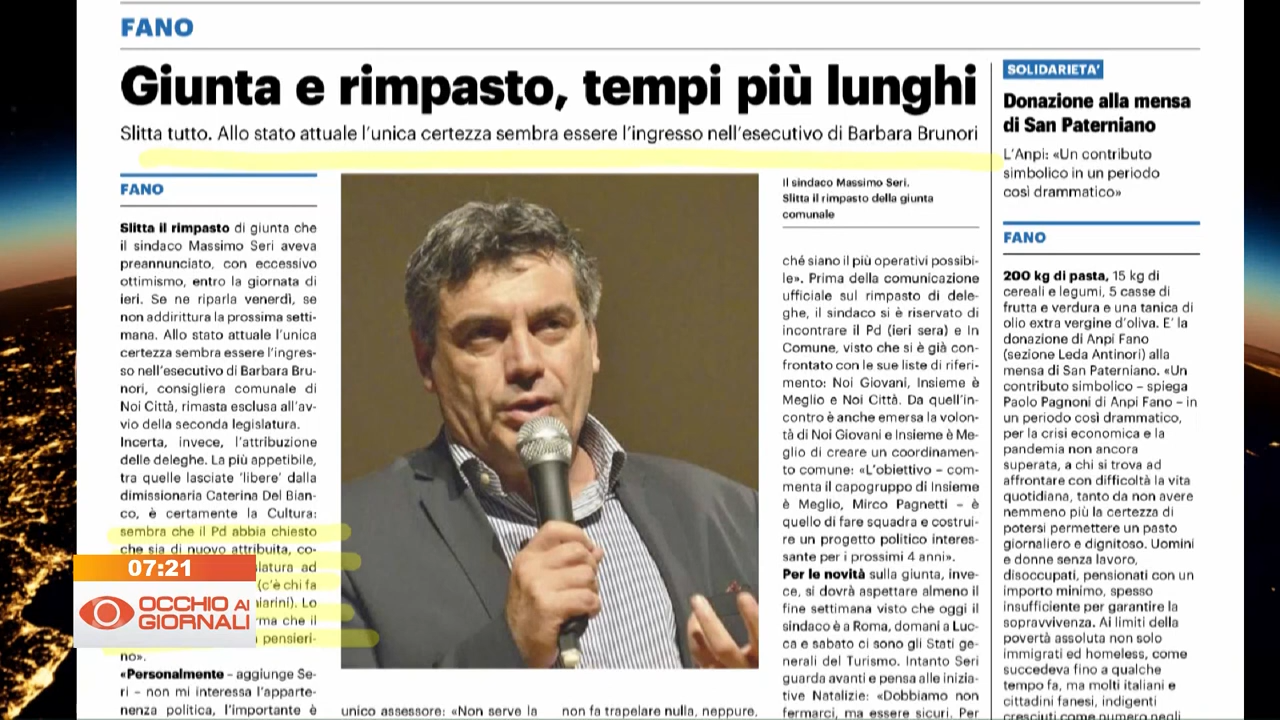 FANO
Giunta e rimpasto, tempi più lunghi
Slitta tutto. Allo stato attuale l'unica certezza sembra essere l'ingresso nell'esecutivo di Barbara Brunori
FANO
Slitta il rimpasto di giunta che
il sindaco Massimo Seri aveva
preannunciato, con eccessivo
ottimismo, entro la giornata di
ieri. Se ne riparla venerdì, se
non addirittura la prossima setti-
mana. Allo stato attuale l'unica
certezza sembra essere l'ingres-
so nell'esecutivo di Barbara Bru-
nori, consigliera comunale di
Noi Città, rimasta esclusa all'av-
vio della seconda legislatura.
Incerta, invece, l'attribuzione
delle deleghe. La più appetibile,
tra quelle lasciate 'libere' dalla
dimissionaria Caterina Del Bian-
co, è certamente la Cultura:
sembra che il Pd abbia chiesto
che sia di nuovo attribuita, co-
slatura ad
(c'è chi fa
iarini). Lo
rma che il
pensieri-
no».
«Personalmente – aggiunge Se-
ri – non mi interessa l'apparte-
nenza politica, l'importante è
unico assessore: «Non serve la
non fa trapelare nulla, neppure,
Il sindaco Massimo Seri.
Slitta il rimpasto della giunta
comunale
ché siano il più operativi possibi-
le». Prima della comunicazione
ufficiale sul rimpasto di dele-
ghe, il sindaco si è riservato di
incontrare il Pd (ieri sera) e In
Comune, visto che si è già con-
frontato con le sue liste di riferi-
mento: Noi Giovani, Insieme è
Meglio e Noi Città. Da quell'in-
contro è anche emersa la volon-
tà di Noi Giovani e Insieme è Me-
glio di creare un coordinamen-
to comune: «L'obiettivo – com-
menta il capogruppo di Insieme
è Meglio, Mirco Pagnetti – è
quello di fare squadra e costrui-
re un progetto politico interes-
sante per i prossimi 4 anni».
Per le novità sulla giunta, inve-
ce, si dovrà aspettare almeno il
fine settimana visto che oggi il
sindaco è a Roma, domani a Luc-
ca e sabato ci sono gli Stati ge-
nerali del Turismo. Intanto Seri
guarda avanti e pensa alle inizia-
tive Natalizie: «Dobbiamo non
fermarci, ma essere sicuri. Per
SOLIDARIETA'
Donazione alla mensa
di San Paterniano
L'Anpi: «Un contributo
simbolico in un periodo
così drammatico»
FANO
200 kg di pasta, 15 kg di
cereali e legumi, 5 casse di
frutta e verdura e una tanica di
olio extra vergine d'oliva. E' la
donazione di Anpi Fano
(sezione Leda Antinori) alla
mensa di San Paterniano. «Un
contributo simbolico – spiega
Paolo Pagnoni di Anpi Fano – in
un periodo così drammatico,
per la crisi economica e la
pandemia non ancora
superata, a chi si trova ad
affrontare con difficoltà la vita
quotidiana, tanto da non avere
nemmeno più la certezza di
potersi permettere un pasto
giornaliero e dignitoso. Uomini
e donne senza lavoro,
disoccupati, pensionati con un
importo minimo, spesso
insufficiente per garantire la
sopravvivenza. Ai limiti della
povertà assoluta non solo
immigrati ed homeless, come
succedeva fino a qualche
tempo fa, ma molti italiani e
cittadini fanesi, indigenti
cresciuti come numero negli
07:21
OCCHIO AI
GIORNALI